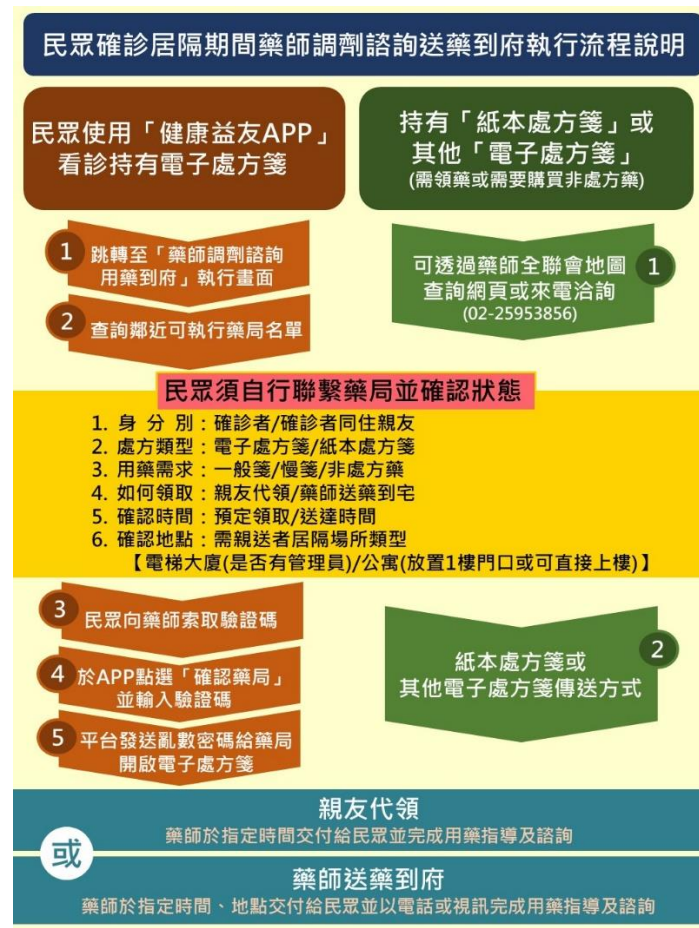 民眾確診居隔期間藥師調劑諮詢送藥到府執行流程說明
民眾使用「健康益友APP」
看診持有電子處方箋
持有「紙本處方箋」或
其他「電子處方箋」
(需領藥或需要購買非處方藥)
1
跳轉至「藥師調劑諮詢
用藥到府」執行畫面
2
查詢鄰近可執行藥局名單
可透過藥師全聯會地圖
查詢網頁或來電洽詢
(02-25953856)
1
民眾須自行聯繫藥局並確認狀態
1. 身 分 別：確診者/確診者同住親友
2. 處方類型：電子處方箋/紙本處方箋
3. 用藥需求：一般箋/慢箋/非處方藥
4. 如何領取：親友代領/藥師送藥到宅
5. 確認時間：預定領取/送達時間
6. 確認地點：需親送者居隔場所類型
【電梯大廈(是否有管理員)/公寓(放置1樓門口或可直接上樓)】
3
民眾向藥師索取驗證碼
4
於APP點選「確認藥局」
並輸入驗證碼
5
平台發送亂數密碼給藥局
開啟電子處方箋
2
紙本處方箋或
其他電子處方箋傳送方式
親友代領
藥師於指定時間交付給民眾並完成用藥指導及諮詢
或
藥師送藥到府
藥師於指定時間、地點交付給民眾並以電話或視訊完成用藥指導及諮詢